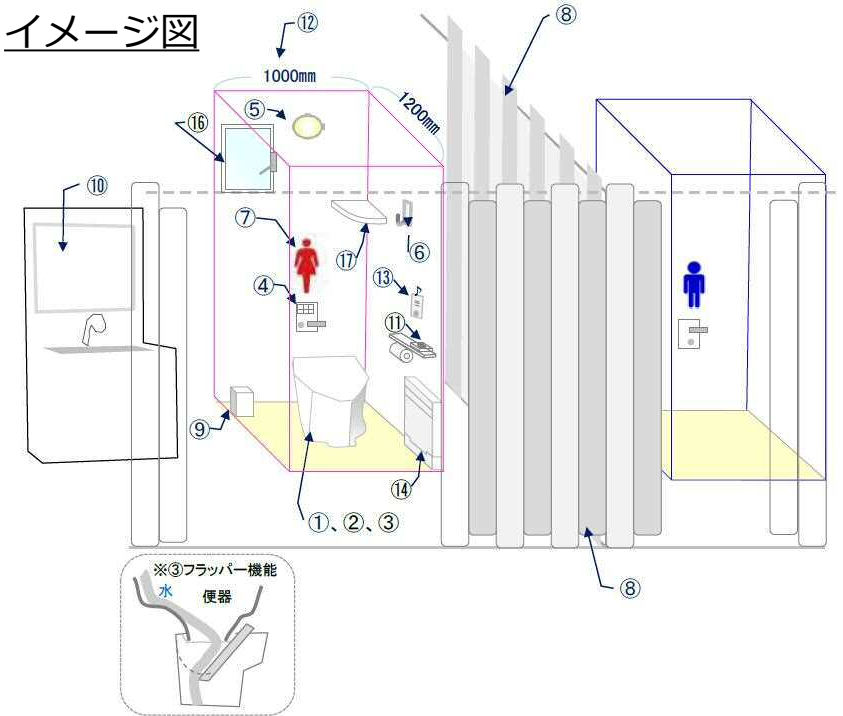 イメージ図
⑫
⑧
1000mm
1200mm
⑤
⑯
⑩
⑦
⑥
⑰
⑬
④
⑪
⑨
⑭
①、②、③
⑧
※③フラッパー機能
水
便器